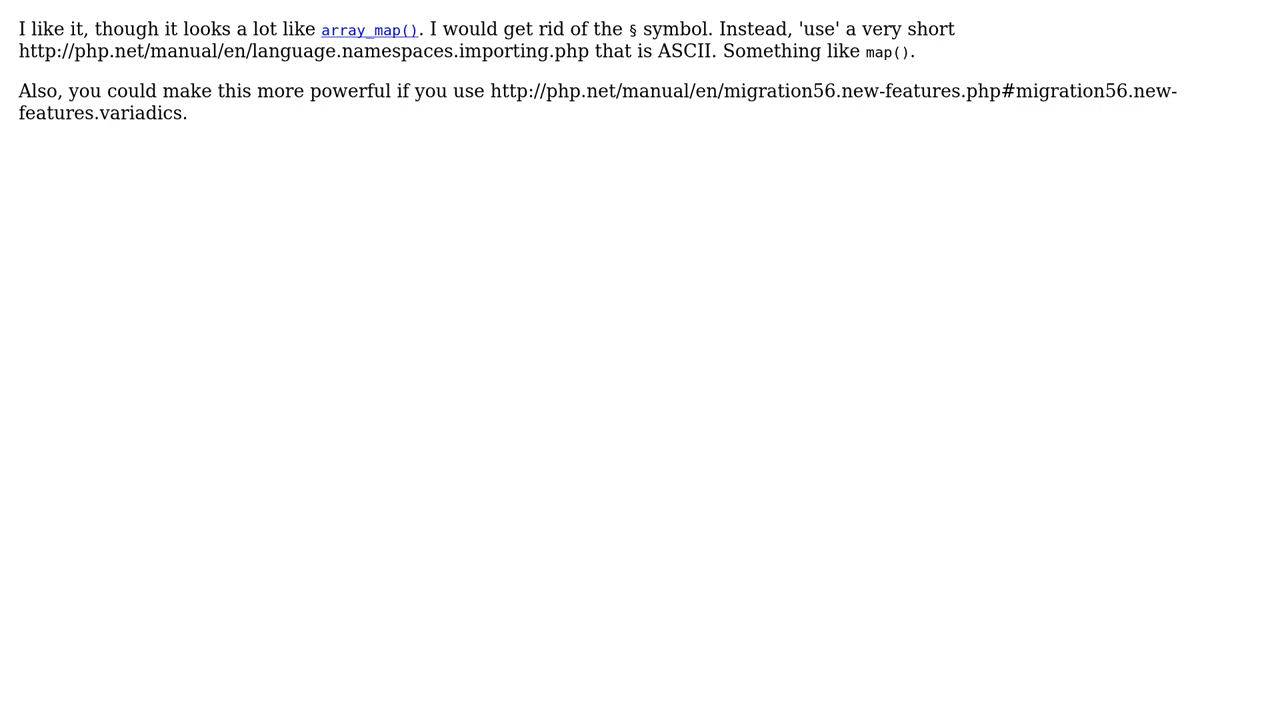 I like it, though it looks a lot like array_map(). I would get rid of the § symbol. Instead, 'use' a very short
http://php.net/manual/en/language.namespaces.importing.php that is ASCII. Something like map().
Also, you could make this more powerful if you use http://php.net/manual/en/migration56.new-features.php#migration56.new-
features.variadics.